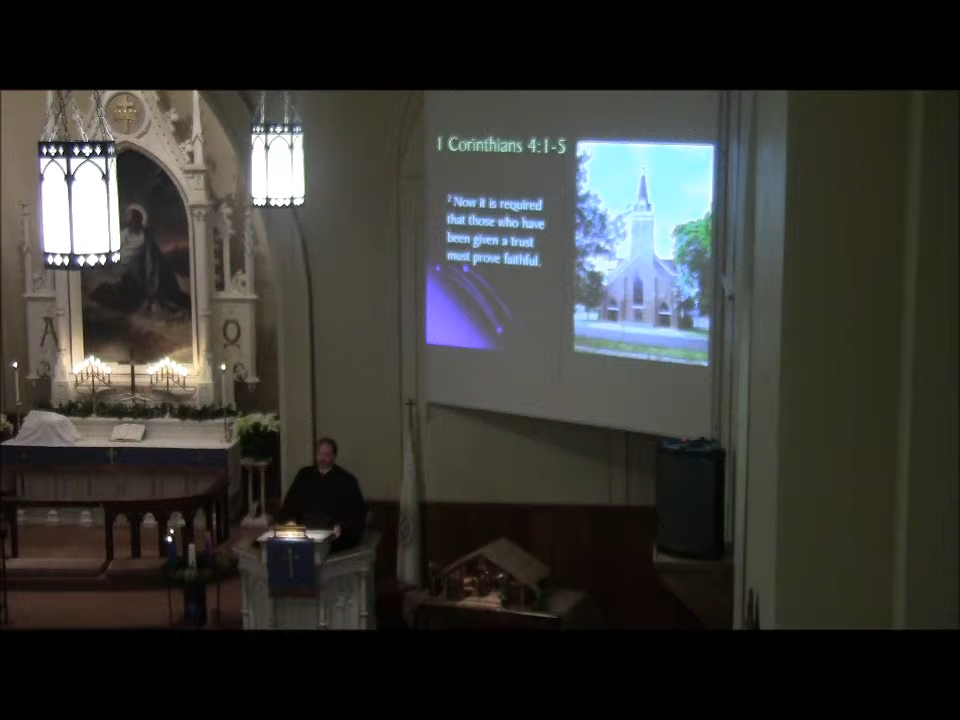 1 Corinthians 4:1-5
2 Now it is required
that those who have
been given a trust
must prove faithful.
Α
Ω